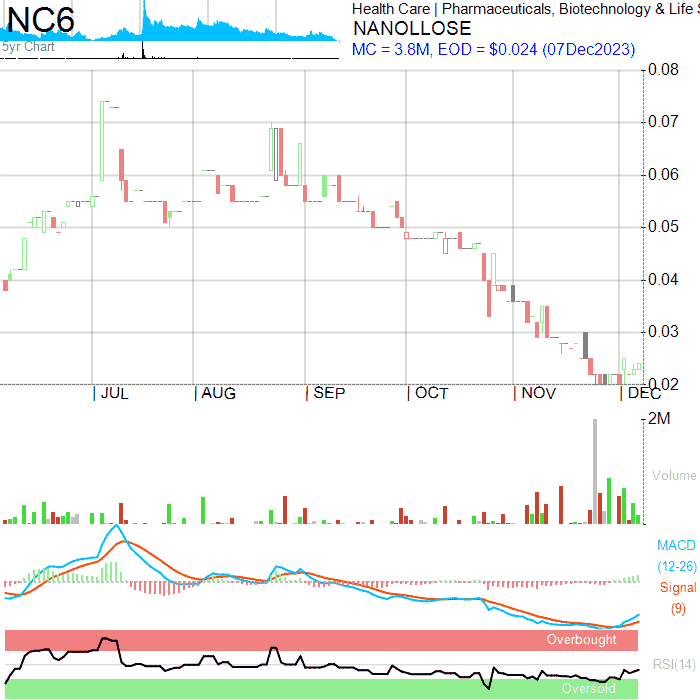 NC6
5yr Chart
Health Care | Pharmaceuticals, Biotechnology & Life S
NANOLLOSE
MC = 3.8M, EOD = $0.024 (07Dec2023)
0.08
0.07
0.06
0.05
0.04
0.03
0.02
JUL AUG SEP OCT NOV DEC
2M
Volume
MACD
(12-26)
Signal
(9)
Overbought
RSI(14)
Oversold